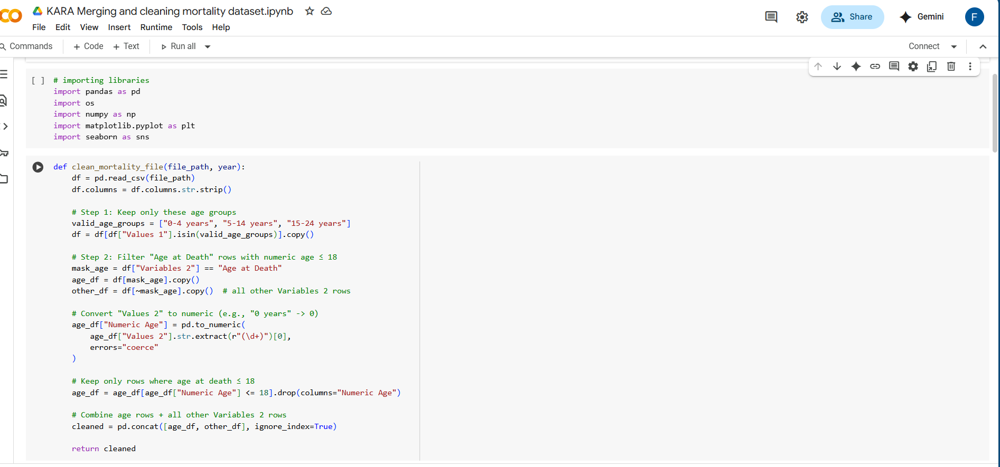 CO KARA Merging and cleaning mortality dataset.ipynb
File Edit View Insert Runtime Tools Help
Share
Gemini
F
Commands + Code + Text Run all
Connect
[ ] # importing libraries
import pandas as pd
import os
import numpy as np
import matplotlib.pyplot as plt
import seaborn as sns
def clean_mortality_file(file_path, year):
    df = pd.read_csv(file_path)
    df.columns = df.columns.str.strip()
    # Step 1: Keep only these age groups
    valid_age_groups = ["0-4 years", "5-14 years", "15-24 years"]
    df = df[df["Values 1"].isin(valid_age_groups)].copy()
    # Step 2: Filter "Age at Death" rows with numeric age ≤ 18
    mask_age = df["Variables 2"] == "Age at Death"
    age_df = df[mask_age].copy()
    other_df = df[~mask_age].copy()  # all other Variables 2 rows
    # Convert "Values 2" to numeric (e.g., "0 years" -> 0)
    age_df["Numeric Age"] = pd.to_numeric(
        age_df["Values 2"].str.extract(r"(\d+)")[0],
        errors="coerce"
    )
    # Keep only rows where age at death ≤ 18
    age_df = age_df[age_df["Numeric Age"] <= 18].drop(columns="Numeric Age")
    # Combine age rows + all other Variables 2 rows
    cleaned = pd.concat([age_df, other_df], ignore_index=True)
    return cleaned